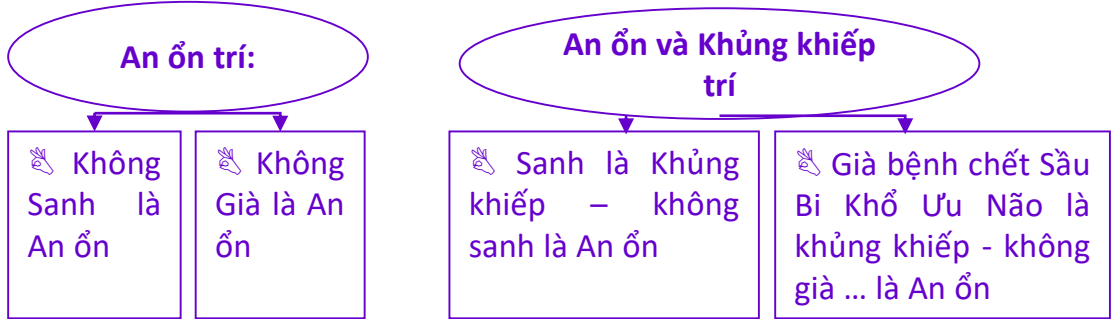 An ổn trí:
An ổn và Khủng khiếp
trí
👌 Không
Sanh là
An ổn
👌 Không
Già là An
ổn
👌 Sanh là Khủng
khiếp – không
sanh là An ổn
👌 Già bệnh chết Sầu
Bi Khổ Ưu Não là
khủng khiếp - không
già ... là An ổn